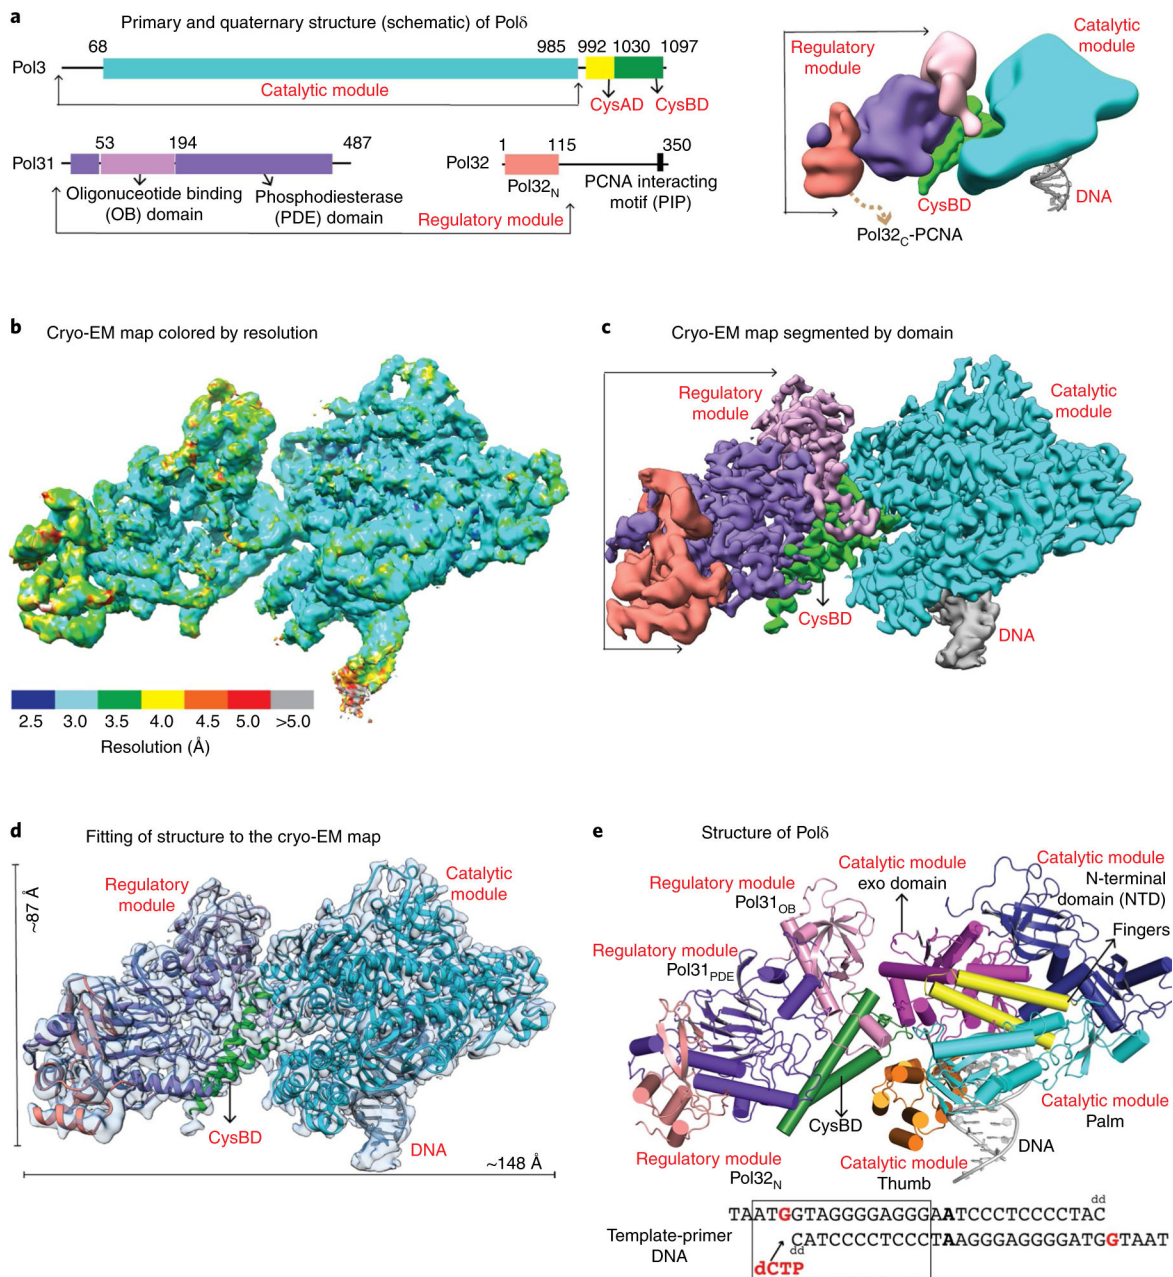 a
Primary and quaternary structure (schematic) of Polδ
68
985
992
1030
1097
Pol3
Catalytic module
CysAD
CysBD
53
194
487
Pol31
Oligonuceotide binding
(OB) domain
Phosphodiesterase
(PDE) domain
1
115
350
Pol32
Pol32N
PCNA interacting
motif (PIP)
Regulatory module
Regulatory
module
Catalytic
module
CysBD
DNA
Pol32C-PCNA
b
Cryo-EM map colored by resolution
2.5 3.0 3.5 4.0 4.5 5.0 >5.0
Resolution (Å)
c
Cryo-EM map segmented by domain
Regulatory
module
Catalytic
module
CysBD
DNA
d
Fitting of structure to the cryo-EM map
~87 Å
Regulatory
module
Catalytic
module
CysBD
DNA
~148 Å
e
Structure of Polδ
Regulatory module
Pol31OB
Catalytic module
exo domain
Catalytic module
N-terminal
domain (NTD)
Fingers
Regulatory module
Pol31PDE
CysBD
Catalytic module
Palm
DNA
Regulatory module
Pol32N
Catalytic module
Thumb
dd
TAATGGTAGGGGAGGGAATCCCTCCCCTAC
Template-primer
DNA
CATCCCCTCCCTAAGGGAGGGGATGGTAAT
dd
dCTP